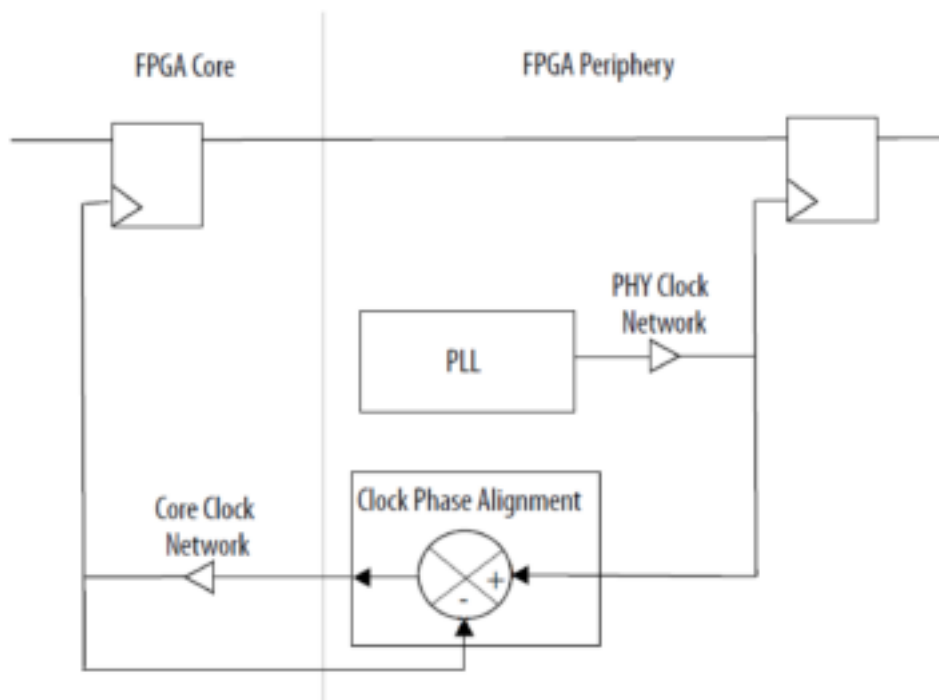 FPGA Core
FPGA Periphery
PHY Clock
Network
PLL
Clock Phase Alignment
Core Clock
Network
+
-